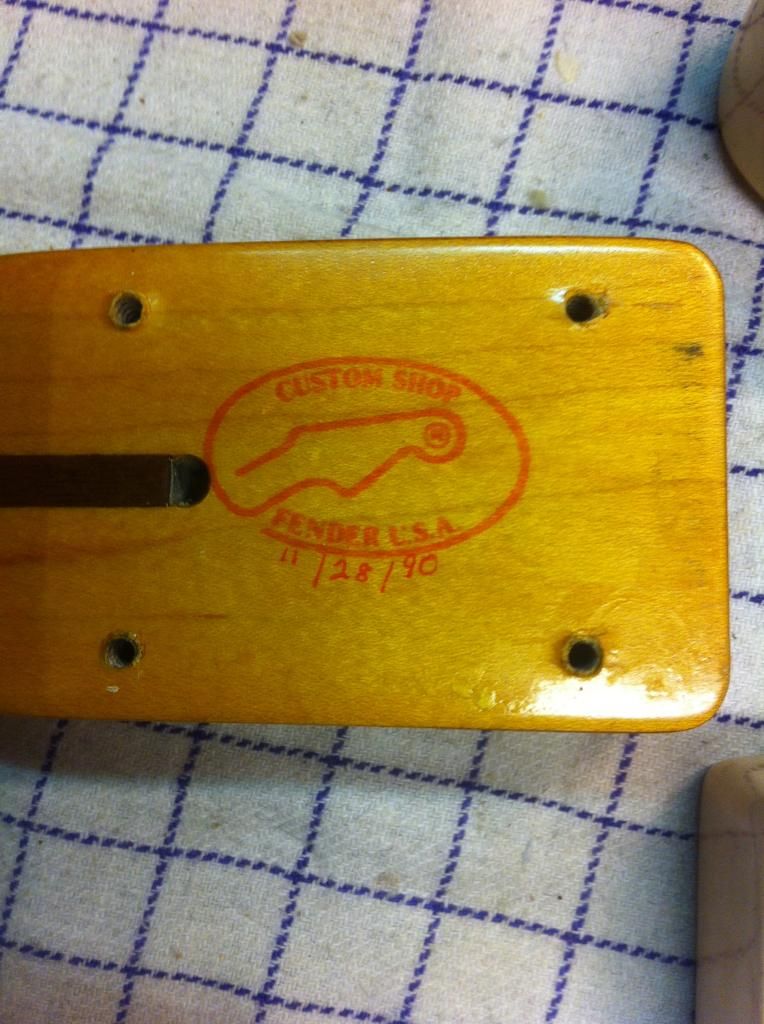 CUSTOM SHOP
®
FENDER U.S.A.
11/28/90